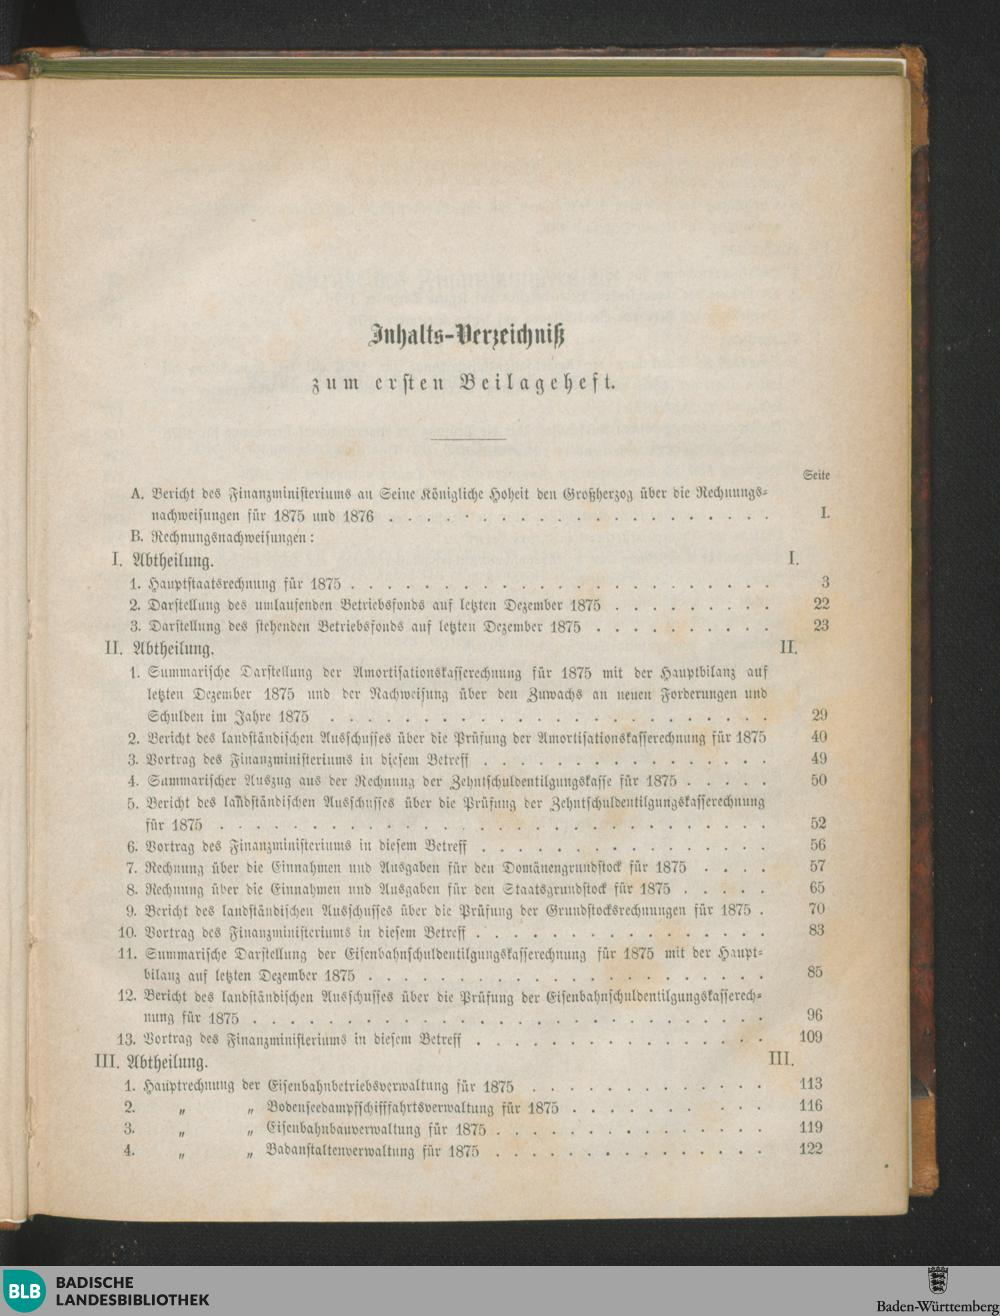 Inhalts-Verzeichniß
zum ersten Beilageheft.
Seite
A. Bericht des Finanzministeriums an Seine Königliche Hoheit den Großherzog über die Rechnungs-
nachweisungen für 1875 und 1876 . . . . . . . . . . . . . . . . . . . . I.
B. Rechnungsnachweisungen:
I. Abtheilung. I.
1. Hauptstaatsrechnung für 1875 . . . . . . . . . . . . . . . . . . . . . . 3
2. Darstellung des umlaufenden Betriebsfonds auf letzten Dezember 1875 . . . . . . . . . 22
3. Darstellung des stehenden Betriebsfonds auf letzten Dezember 1875 . . . . . . . . . . 23
II. Abtheilung. II.
1. Summarische Darstellung der Amortisationskasserechnung für 1875 mit der Hauptbilanz auf
letzten Dezember 1875 und der Nachweisung über den Zuwachs an neuen Forderungen und
Schulden im Jahre 1875 . . . . . . . . . . . . . . . . . . . . . . 29
2. Bericht des landständischen Ausschusses über die Prüfung der Amortisationskasserechnung für 1875 40
3. Vortrag des Finanzministeriums in diesem Betreff . . . . . . . . . . . . . . . 49
4. Summarischer Auszug aus der Rechnung der Zehntschuldentilgungskasse für 1875 . . . . . 50
5. Bericht des landständischen Ausschusses über die Prüfung der Zehntschuldentilgungskasserechnung
für 1875 . . . . . . . . . . . . . . . . . . . . . . . . . . . . 52
6. Vortrag des Finanzministeriums in diesem Betreff . . . . . . . . . . . . . . . 56
7. Rechnung über die Einnahmen und Ausgaben für den Domänengrundstock für 1875 . . . . 57
8. Rechnung über die Einnahmen und Ausgaben für den Staatsgrundstock für 1875 . . . . . 65
9. Bericht des landständischen Ausschusses über die Prüfung der Grundstocksrechnungen für 1875 . 70
10. Vortrag des Finanzministeriums in diesem Betreff . . . . . . . . . . . . . . . 83
11. Summarische Darstellung der Eisenbahnschuldentilgungskasserechnung für 1875 mit der Haupt-
bilanz auf letzten Dezember 1875 . . . . . . . . . . . . . . . . . . . . 85
12. Bericht des landständischen Ausschusses über die Prüfung der Eisenbahnschuldentilgungskasserech-
nung für 1875 . . . . . . . . . . . . . . . . . . . . . . . . . . 96
13. Vortrag des Finanzministeriums in diesem Betreff . . . . . . . . . . . . . . . 109
III. Abtheilung. III.
1. Hauptrechnung der Eisenbahnbetriebsverwaltung für 1875 . . . . . . . . . . . . 113
2. „ „ Bodenseedampfschifffahrtsverwaltung für 1875 . . . . . . . . . . 116
3. „ „ Eisenbahnbauverwaltung für 1875 . . . . . . . . . . . . . . 119
4. „ „ Badanstaltenverwaltung für 1875 . . . . . . . . . . . . . . 122
BLB BADISCHE
LANDESBIBLIOTHEK
Baden-Württemberg